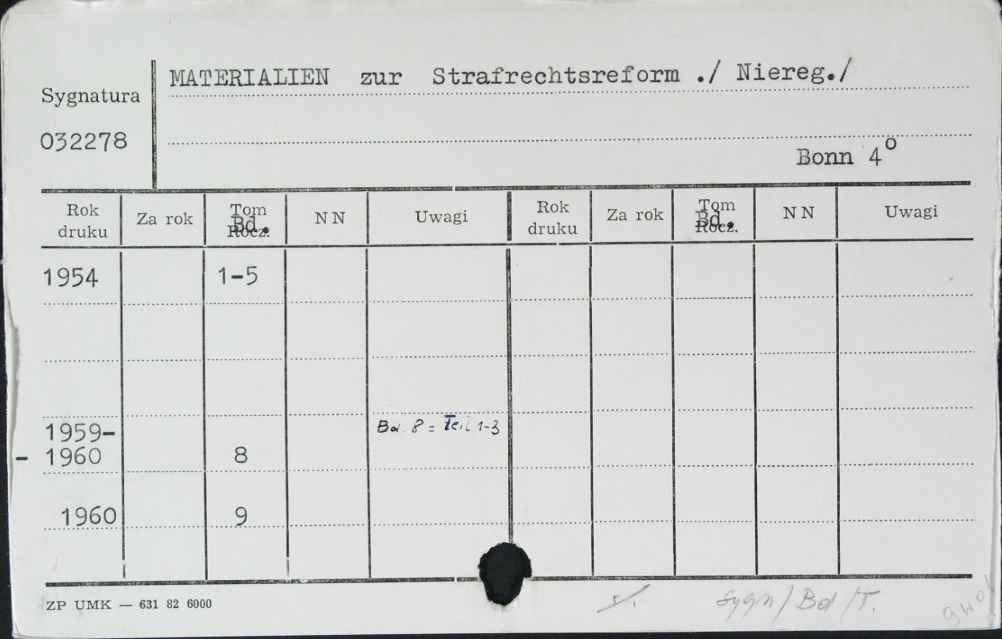 MATERIALIEN zur Strafrechtsreform ./ Niereg./
Sygnatura
032278
Bonn 4°
Rok druku Za rok Tom Bd. Rocz. NN Uwagi Rok druku Za rok Tom Bd. Rocz. NN Uwagi
1954 1-5
1959-
Bd. 8 = Teil 1-3
- 1960 8
1960 9
ZP UMK — 631 82 6000
Sygn/Bd/T.